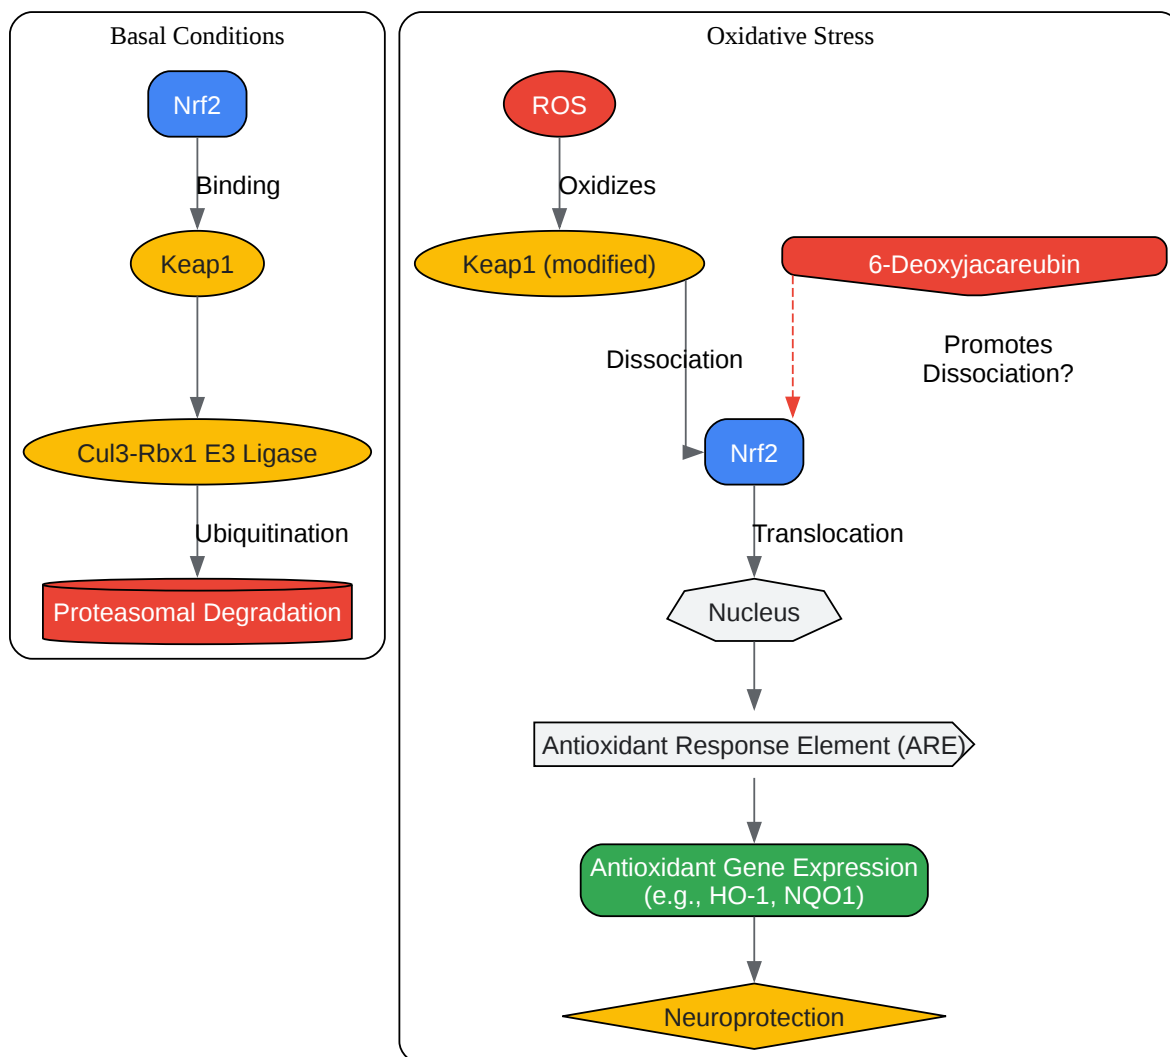 Basal Conditions
Nrf2
Binding
Keap1
Cul3-Rbx1 E3 Ligase
Ubiquitination
Proteasomal Degradation
Oxidative Stress
ROS
Oxidizes
Keap1 (modified)
6-Deoxyjacareubin
Dissociation
Promotes
Dissociation?
Nrf2
Translocation
Nucleus
Antioxidant Response Element (ARE)
Antioxidant Gene Expression
(e.g., HO-1, NQO1)
Neuroprotection